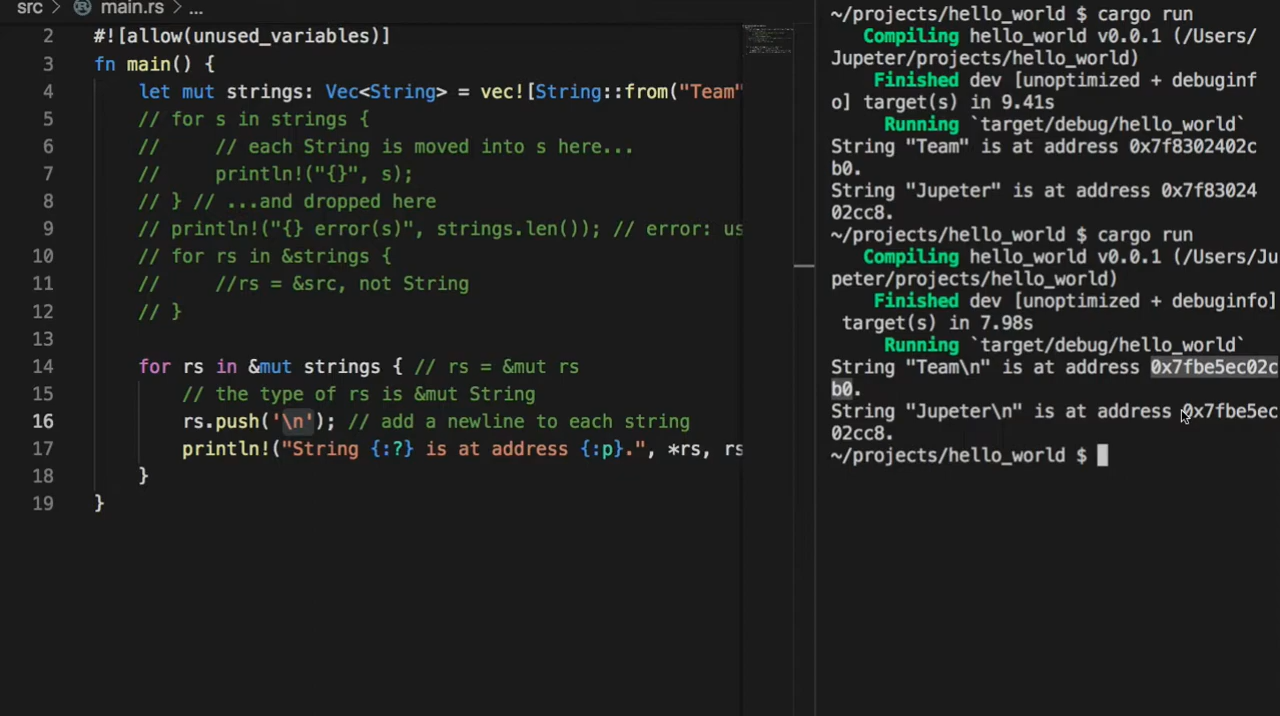 src > main.rs > ...
2 #![allow(unused_variables)]
3 fn main() {
4 let mut strings: Vec<String> = vec![String::from("Team"
5 // for s in strings {
6 //     // each String is moved into s here...
7 //     println!("{}", s);
8 // } // ...and dropped here
9 // println!("{} error(s)", strings.len()); // error: us
10 // for rs in &strings {
11 //     //rs = &src, not String
12 // }
13
14 for rs in &mut strings { // rs = &mut rs
15 // the type of rs is &mut String
16 rs.push('\n'); // add a newline to each string
17 println!("String {:?} is at address {:p}.", *rs, rs
18 }
19 }
~/projects/hello_world $ cargo run
Compiling hello_world v0.0.1 (/Users/
Jupeter/projects/hello_world)
Finished dev [unoptimized + debuginf
o] target(s) in 9.41s
Running `target/debug/hello_world`
String "Team" is at address 0x7f8302402c
b0.
String "Jupeter" is at address 0x7f83024
02cc8.
~/projects/hello_world $ cargo run
Compiling hello_world v0.0.1 (/Users/Ju
peter/projects/hello_world)
Finished dev [unoptimized + debuginfo]
target(s) in 7.98s
Running `target/debug/hello_world`
String "Team\n" is at address 0x7fbe5ec02c
b0.
String "Jupeter\n" is at address 0x7fbe5ec
02cc8.
~/projects/hello_world $